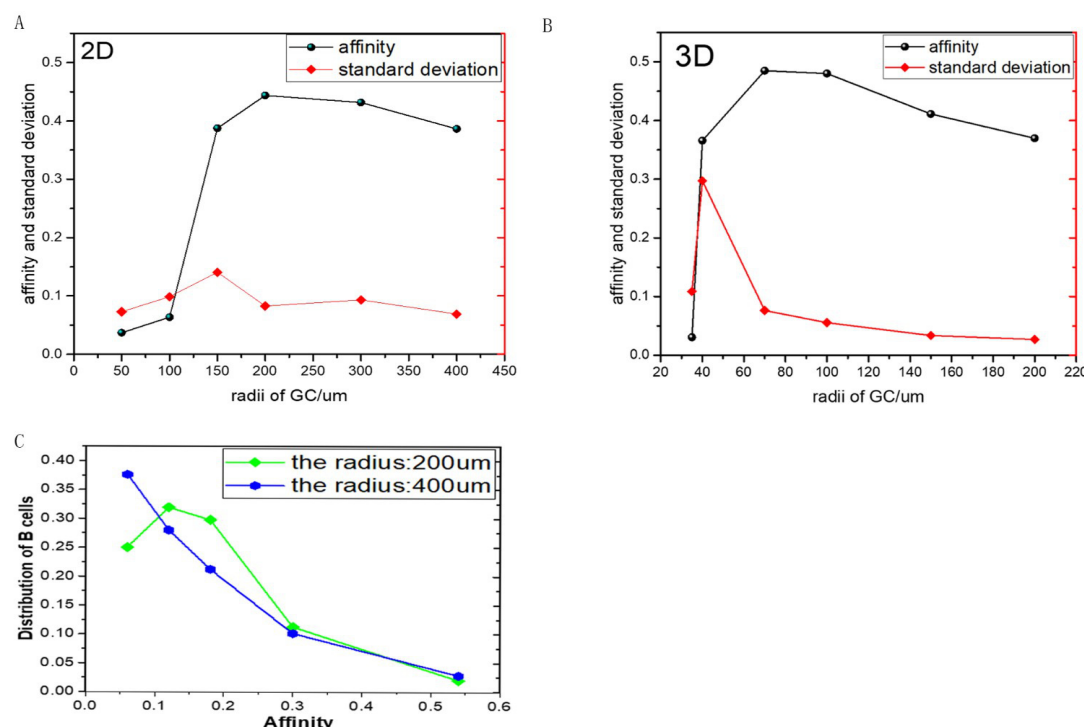 A
2D
affinity
standard deviation
0.5
0.4
0.3
0.2
0.1
0.0
affinity and standard deviation
0 50 100 150 200 250 300 350 400 450
radii of GC/um
B
3D
affinity
standard deviation
0.5
0.4
0.3
0.2
0.1
0.0
affinity and standard deviation
20 40 60 80 100 120 140 160 180 200 220
radii of GC/um
C
the radius:200um
the radius:400um
0.40
0.35
0.30
0.25
0.20
0.15
0.10
0.05
0.00
Distribution of B cells
0.0 0.1 0.2 0.3 0.4 0.5 0.6
Affinity